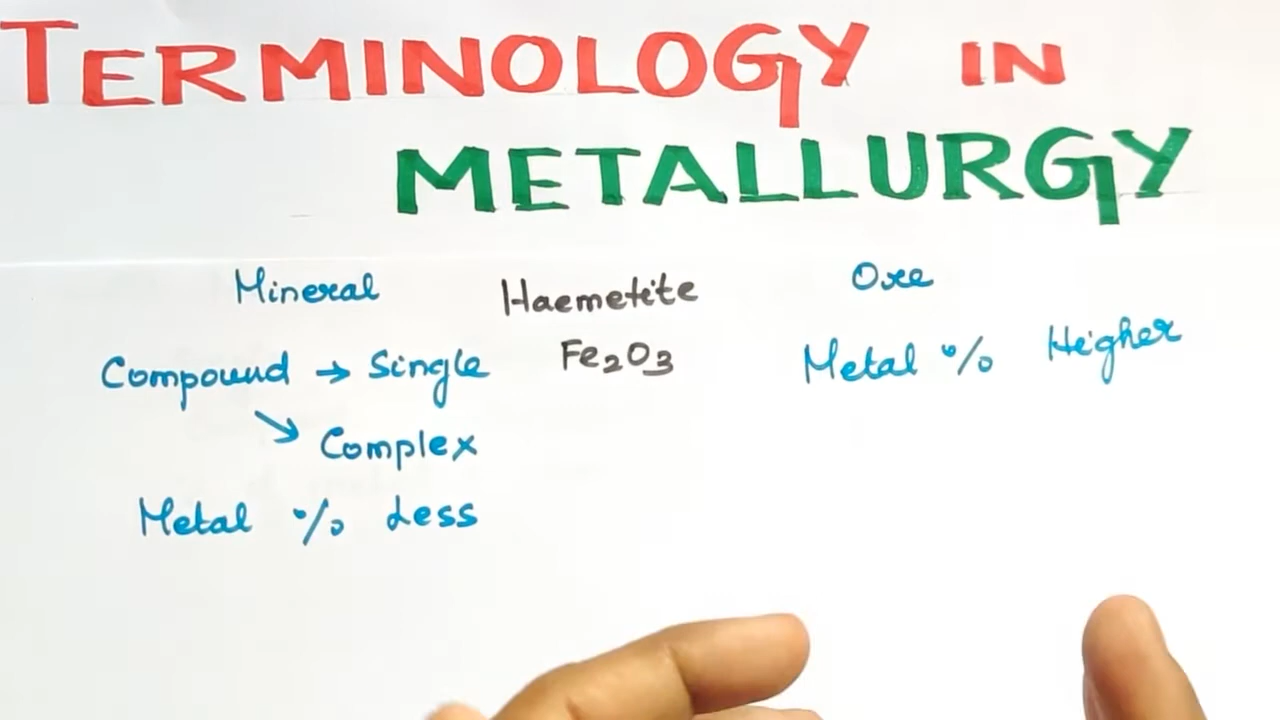 TERMINOLOGY IN
METALLURGY
Mineral
Compound → Single
↘ Complex
Metal % Less
Haemetite
Fe₂O₃
Ore
Metal % Higher